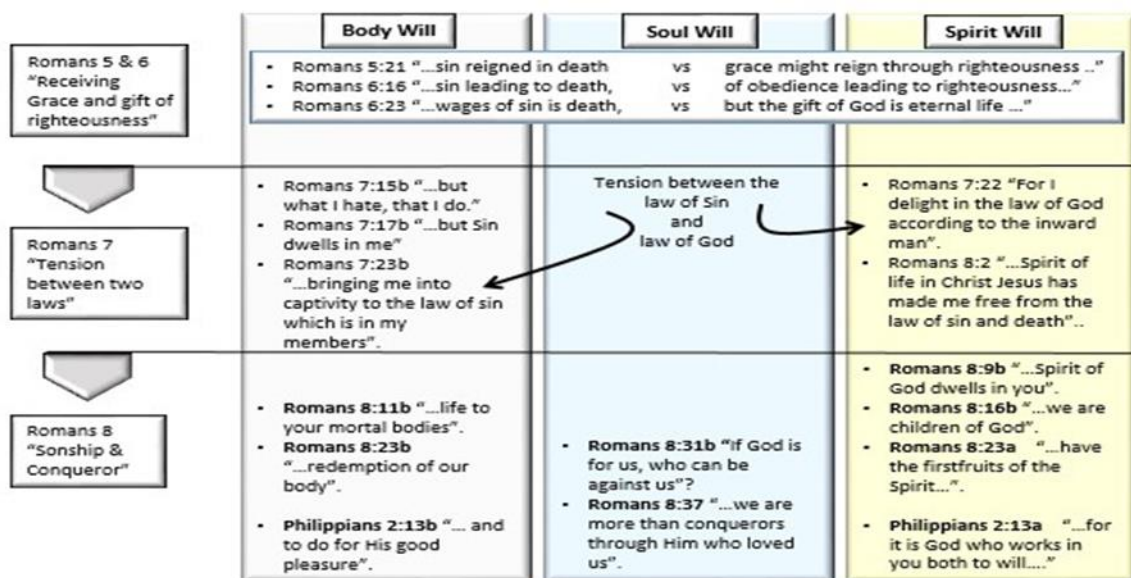 Body Will
Soul Will
Spirit Will
Romans 5 & 6
“Receiving
Grace and gift of
righteousness”
• Romans 5:21 “...sin reigned in death vs grace might reign through righteousness ..”
• Romans 6:16 “...sin leading to death, vs of obedience leading to righteousness...”
• Romans 6:23 “...wages of sin is death, vs but the gift of God is eternal life ...”
Romans 7
“Tension
between two
laws”
• Romans 7:15b “...but
what I hate, that I do.”
• Romans 7:17b “...but Sin
dwells in me”
• Romans 7:23b
“...bringing me into
captivity to the law of sin
which is in my
members”.
Tension between the
law of Sin
and
law of God
• Romans 7:22 “For I
delight in the law of God
according to the inward
man”.
• Romans 8:2 “...Spirit of
life in Christ Jesus has
made me free from the
law of sin and death”..
Romans 8
“Sonship &
Conqueror”
• Romans 8:11b “...life to
your mortal bodies”.
• Romans 8:23b
“...redemption of our
body”.
• Philippians 2:13b “... and
to do for His good
pleasure”.
• Romans 8:31b “If God is
for us, who can be
against us”?
• Romans 8:37 “...we are
more than conquerors
through Him who loved
us”.
• Romans 8:9b “...Spirit of
God dwells in you”.
• Romans 8:16b “...we are
children of God”.
• Romans 8:23a “...have
the firstfruits of the
Spirit...”.
• Philippians 2:13a “...for
it is God who works in
you both to will....”